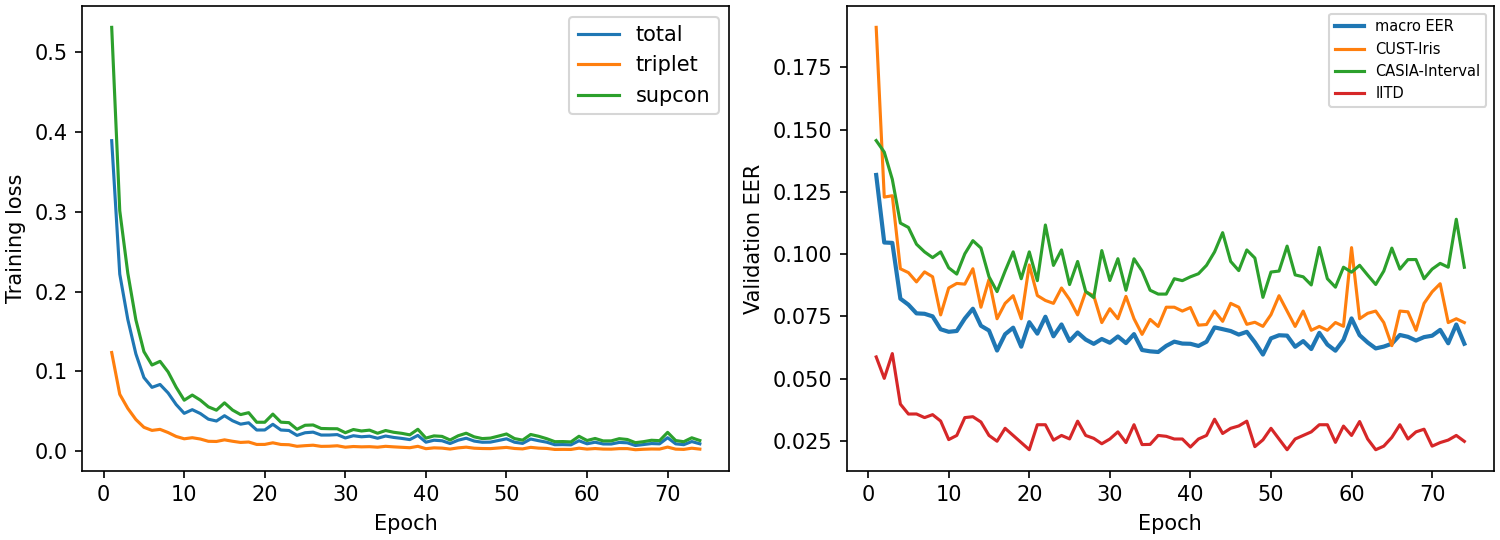 Training loss
0.5
0.4
0.3
0.2
0.1
0.0
total
triplet
supcon
0 10 20 30 40 50 60 70
Epoch
Validation EER
0.175
0.150
0.125
0.100
0.075
0.050
0.025
macro EER
CUST-Iris
CASIA-Interval
IITD
0 10 20 30 40 50 60 70
Epoch